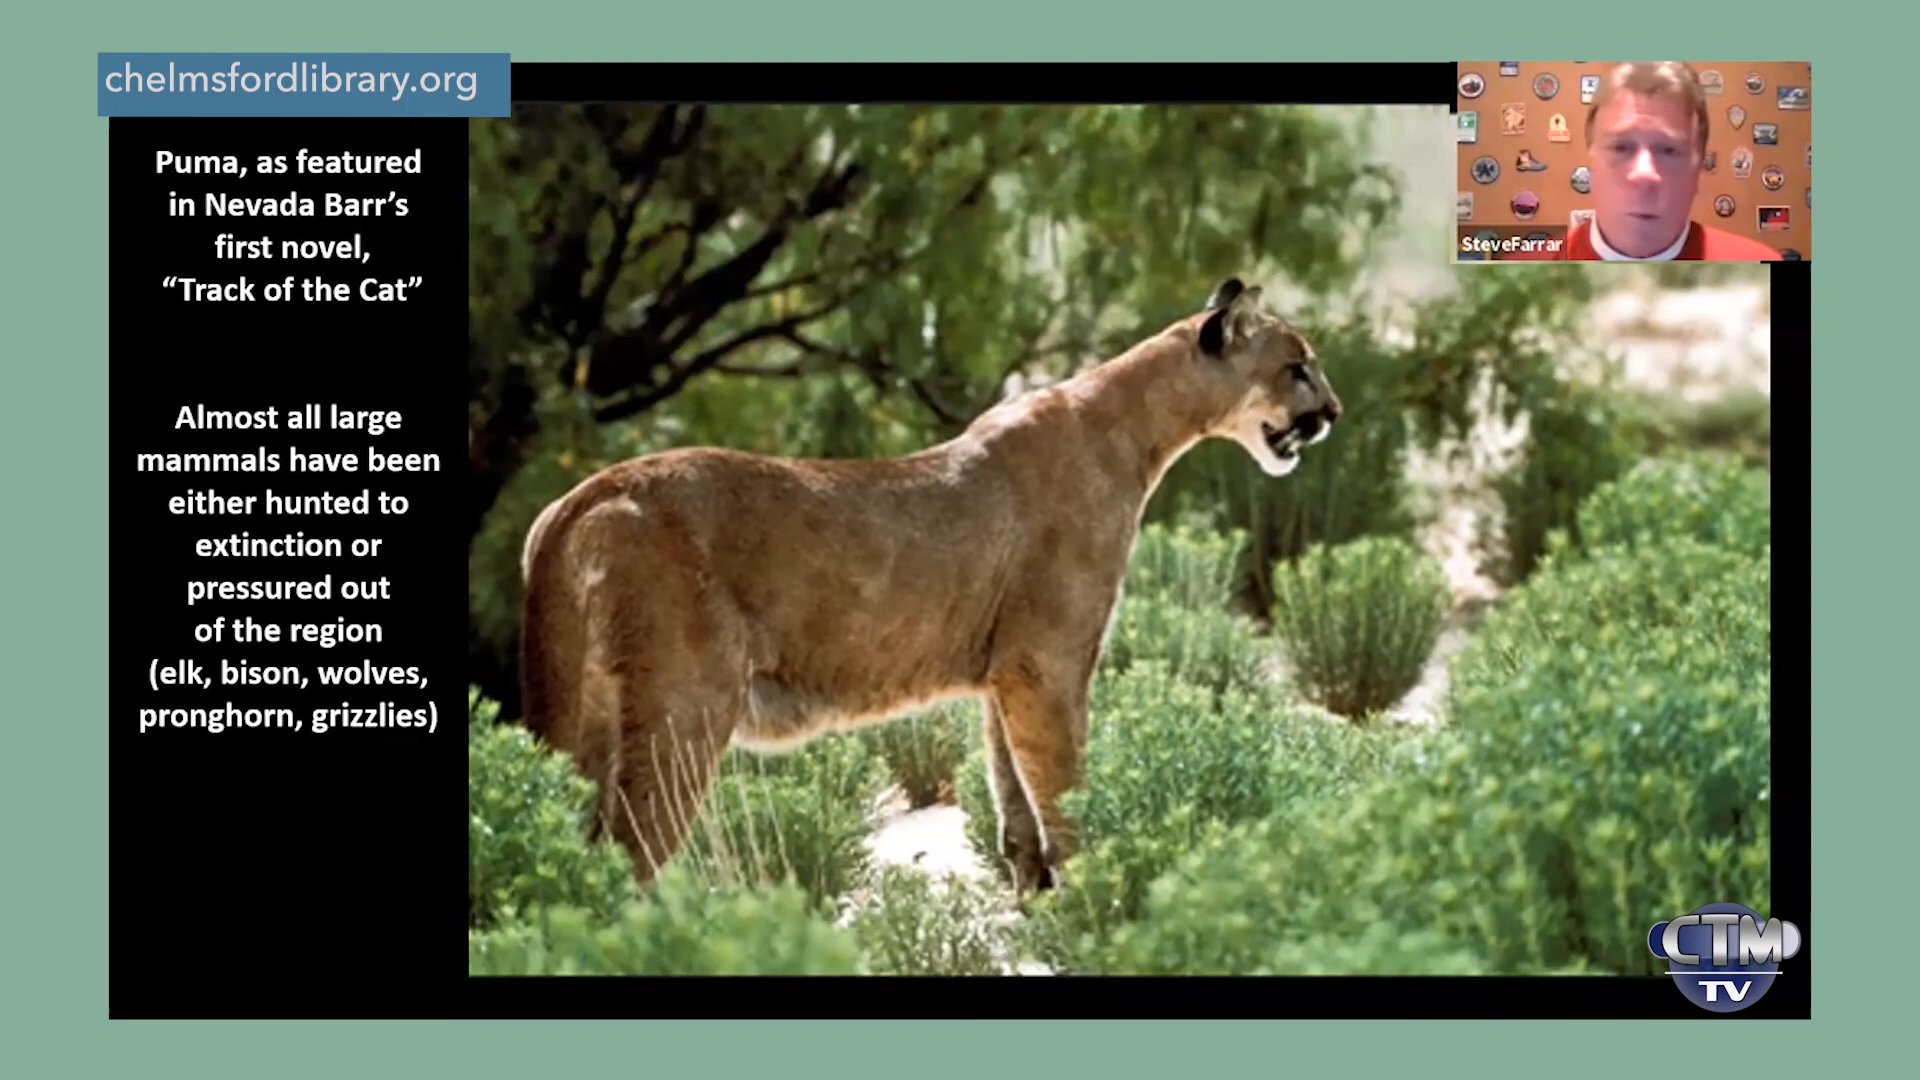 chelmsfordlibrary.org
Puma, as featured
in Nevada Barr’s
first novel,
“Track of the Cat”
Almost all large
mammals have been
either hunted to
extinction or
pressured out
of the region
(elk, bison, wolves,
pronghorn, grizzlies)
SteveFarrar
CTM
TV